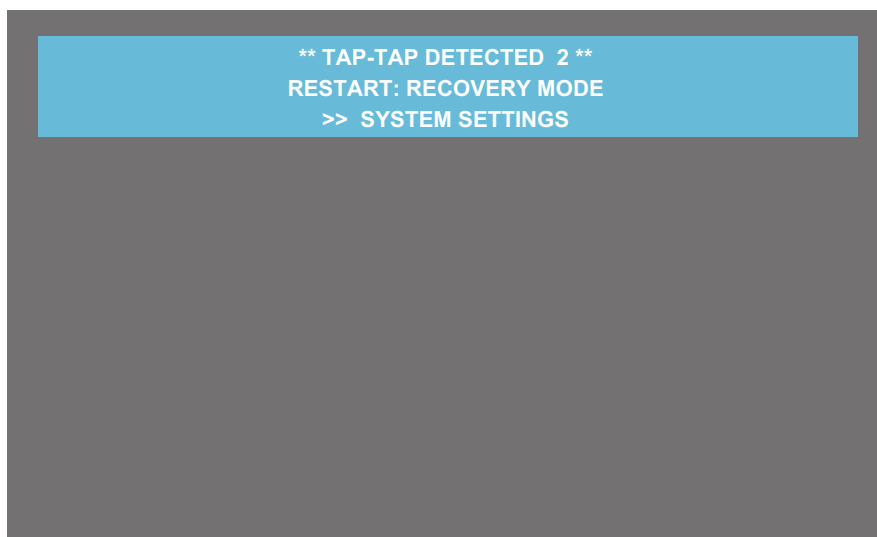 ** TAP-TAP DETECTED  2 **
RESTART: RECOVERY MODE
>>  SYSTEM SETTINGS